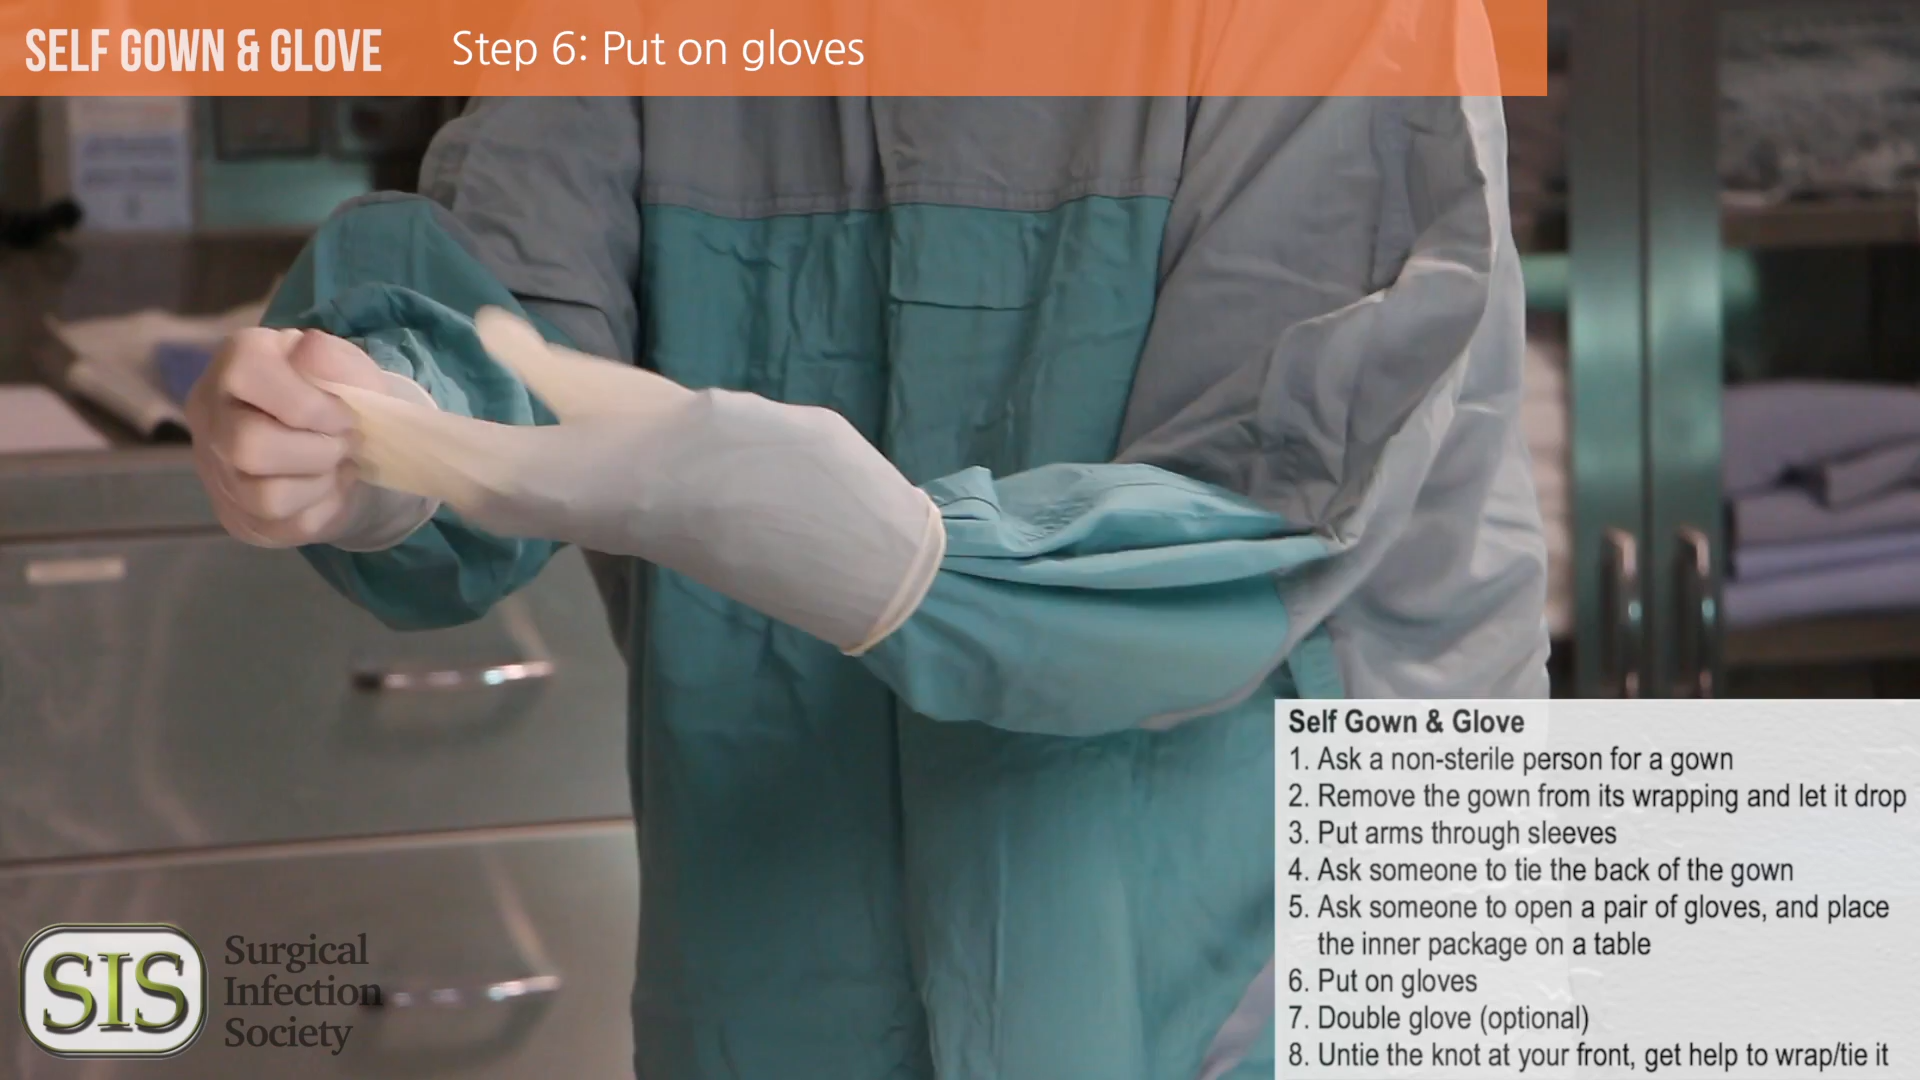 SELF GOWN & GLOVE
Step 6: Put on gloves
Self Gown & Glove
1. Ask a non-sterile person for a gown
2. Remove the gown from its wrapping and let it drop
3. Put arms through sleeves
4. Ask someone to tie the back of the gown
5. Ask someone to open a pair of gloves, and place
the inner package on a table
6. Put on gloves
7. Double glove (optional)
8. Untie the knot at your front, get help to wrap/tie it
SIS
Surgical
Infection
Society